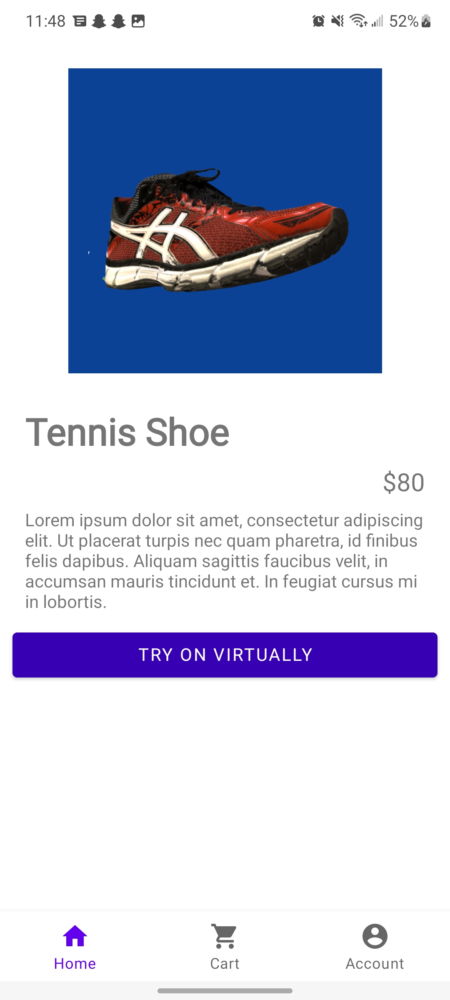 11:48 52%
Tennis Shoe
$80
Lorem ipsum dolor sit amet, consectetur adipiscing
elit. Ut placerat turpis nec quam pharetra, id finibus
felis dapibus. Aliquam sagittis faucibus velit, in
accumsan mauris tincidunt et. In feugiat cursus mi
in lobortis.
TRY ON VIRTUALLY
Home Cart Account